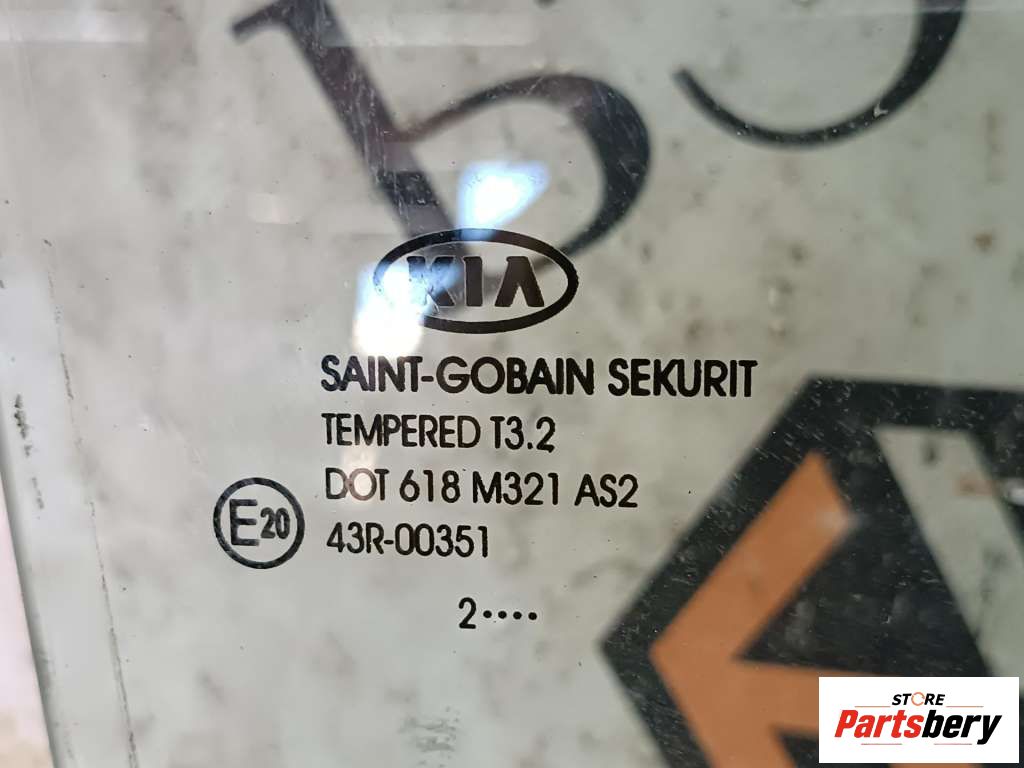 KIA
SAINT-GOBAIN SEKURIT
TEMPERED T3.2
DOT 618 M321 AS2
E20
43R-00351
2····
STORE
Partsbery